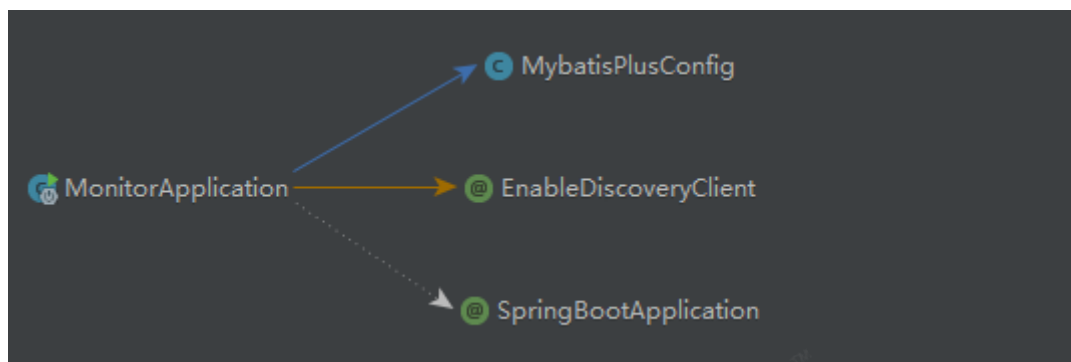 MybatisPlusConfig
MonitorApplication
EnableDiscoveryClient
SpringBootApplication